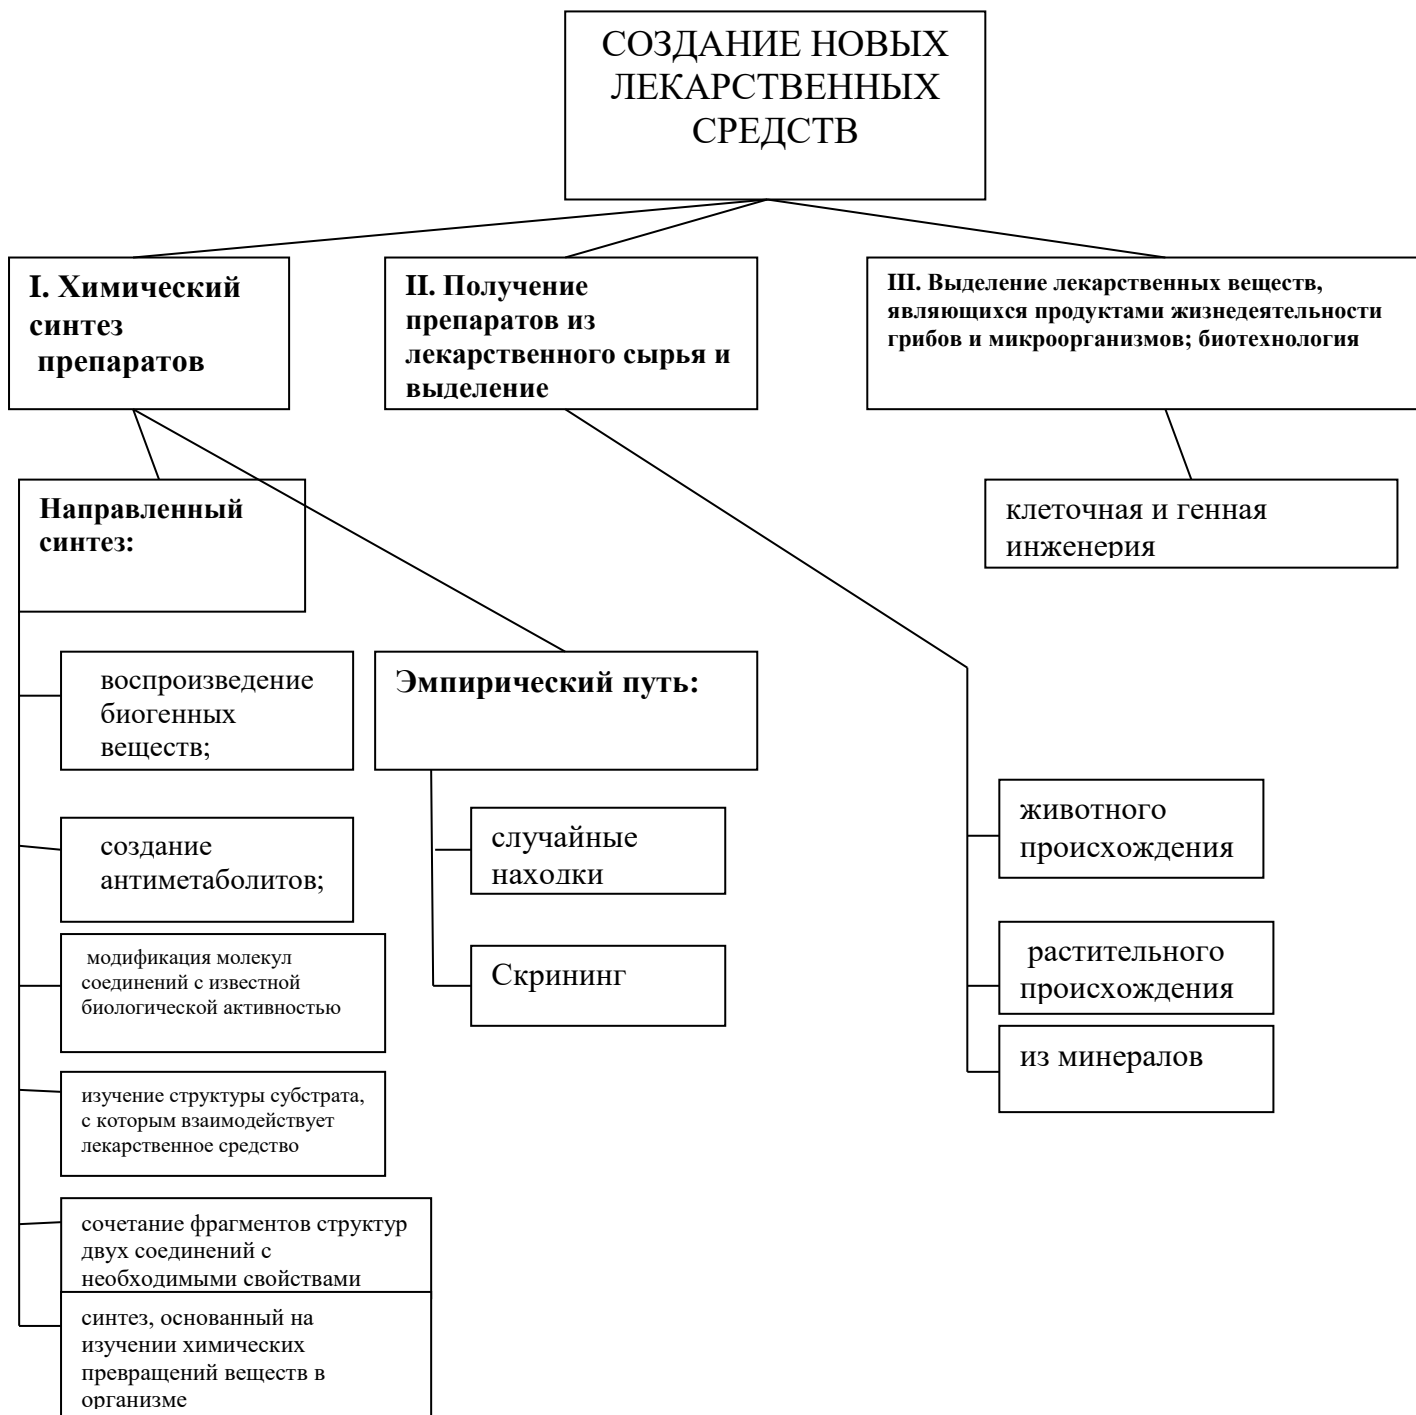 СОЗДАНИЕ НОВЫХ
ЛЕКАРСТВЕННЫХ
СРЕДСТВ
I. Химический
синтез
препаратов
II. Получение
препаратов из
лекарственного сырья и
выделение
III. Выделение лекарственных веществ,
являющихся продуктами жизнедеятельности
грибов и микроорганизмов; биотехнология
Направленный
синтез:
клеточная и генная
инженерия
воспроизведение
биогенных
веществ;
Эмпирический путь:
создание
антиметаболитов;
случайные
находки
животного
происхождения
модификация молекул
соединений с известной
биологической активностью
Скрининг
растительного
происхождения
из минералов
изучение структуры субстрата,
с которым взаимодействует
лекарственное средство
сочетание фрагментов структур
двух соединений с
необходимыми свойствами
синтез, основанный на
изучении химических
превращений веществ в
организме